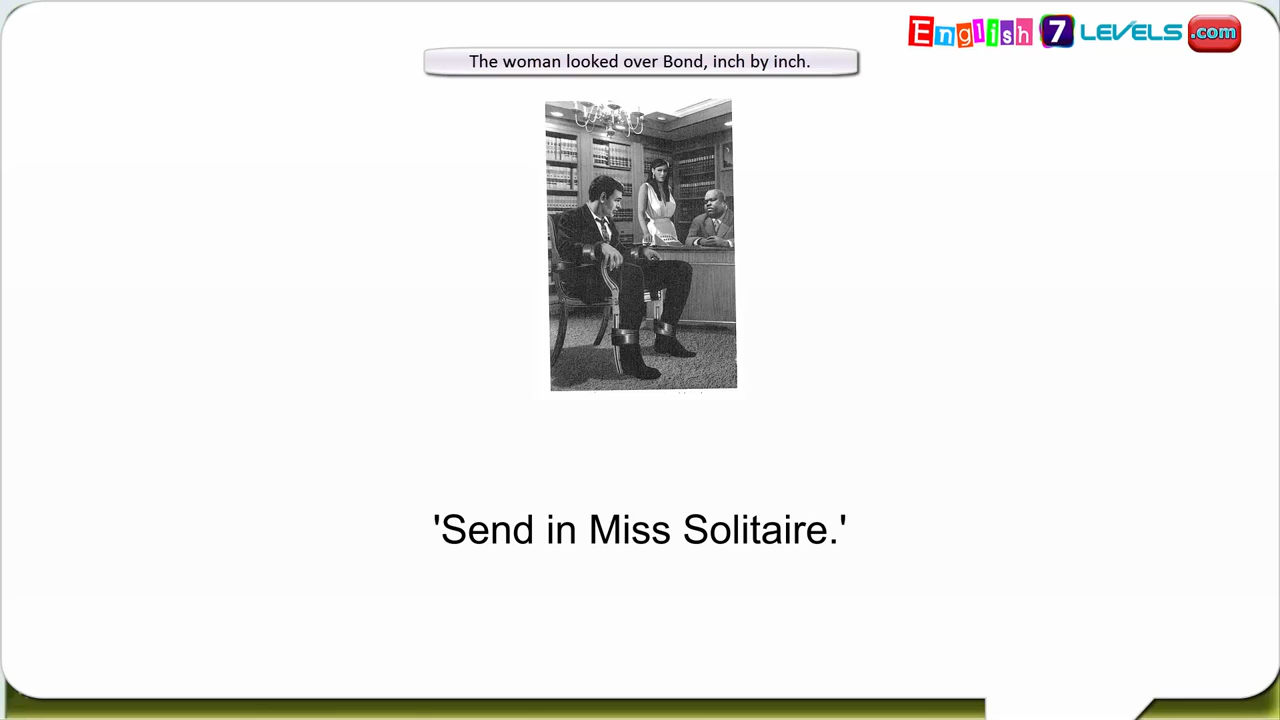 English 7 LEVELS .com
The woman looked over Bond, inch by inch.
'Send in Miss Solitaire.'